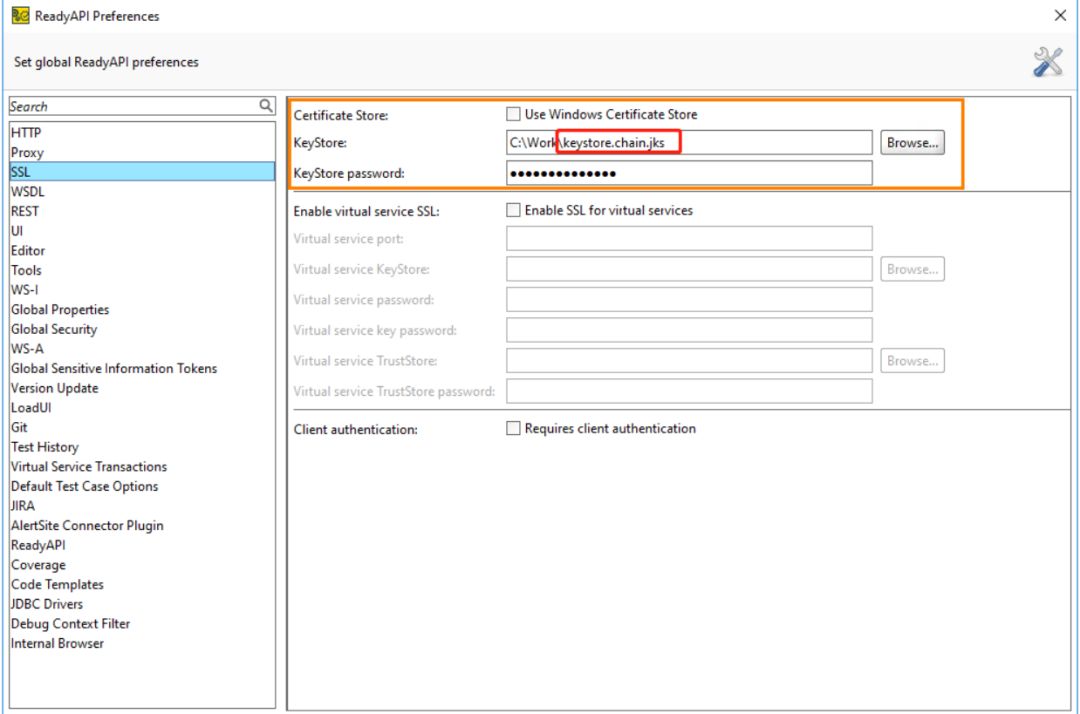 ReadyAPI Preferences
Set global ReadyAPI preferences
Search
HTTP
Proxy
SSL
WSDL
REST
UI
Editor
Tools
WS-I
Global Properties
Global Security
WS-A
Global Sensitive Information Tokens
Version Update
LoadUI
Git
Test History
Virtual Service Transactions
Default Test Case Options
JIRA
AlertSite Connector Plugin
ReadyAPI
Coverage
Code Templates
JDBC Drivers
Debug Context Filter
Internal Browser
Certificate Store: Use Windows Certificate Store
KeyStore: C:\Work\keystore.chain.jks Browse...
KeyStore password: ••••••••••••••
Enable virtual service SSL: Enable SSL for virtual services
Virtual service port:
Virtual service KeyStore: Browse...
Virtual service password:
Virtual service key password:
Virtual service TrustStore: Browse...
Virtual service TrustStore password:
Client authentication: Requires client authentication